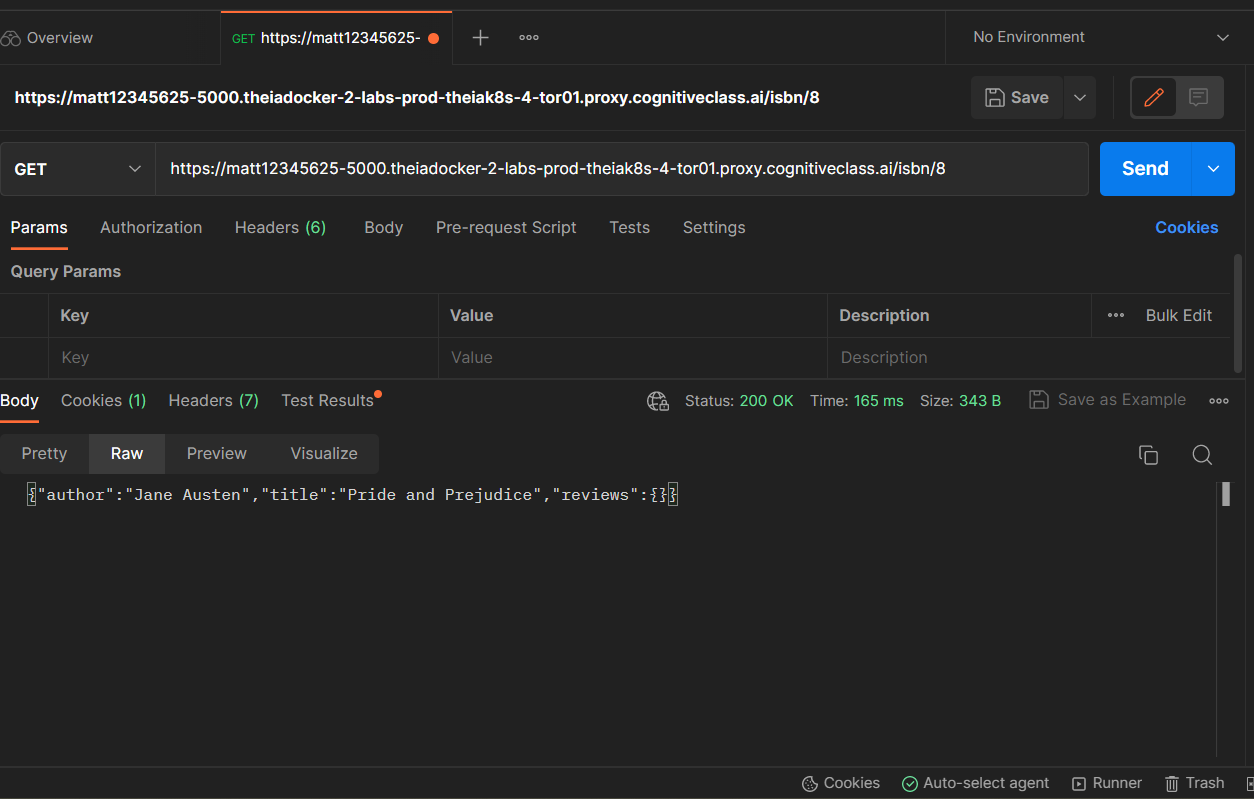 Overview GET https://matt12345625- No Environment
https://matt12345625-5000.theiadocker-2-labs-prod-theiak8s-4-tor01.proxy.cognitiveclass.ai/isbn/8 Save
GET https://matt12345625-5000.theiadocker-2-labs-prod-theiak8s-4-tor01.proxy.cognitiveclass.ai/isbn/8 Send
Params Authorization Headers (6) Body Pre-request Script Tests Settings Cookies
Query Params
Key Value Description Bulk Edit
Key Value Description
Body Cookies (1) Headers (7) Test Results Status: 200 OK Time: 165 ms Size: 343 B Save as Example
Pretty Raw Preview Visualize
{"author":"Jane Austen","title":"Pride and Prejudice","reviews":{}}
Cookies Auto-select agent Runner Trash